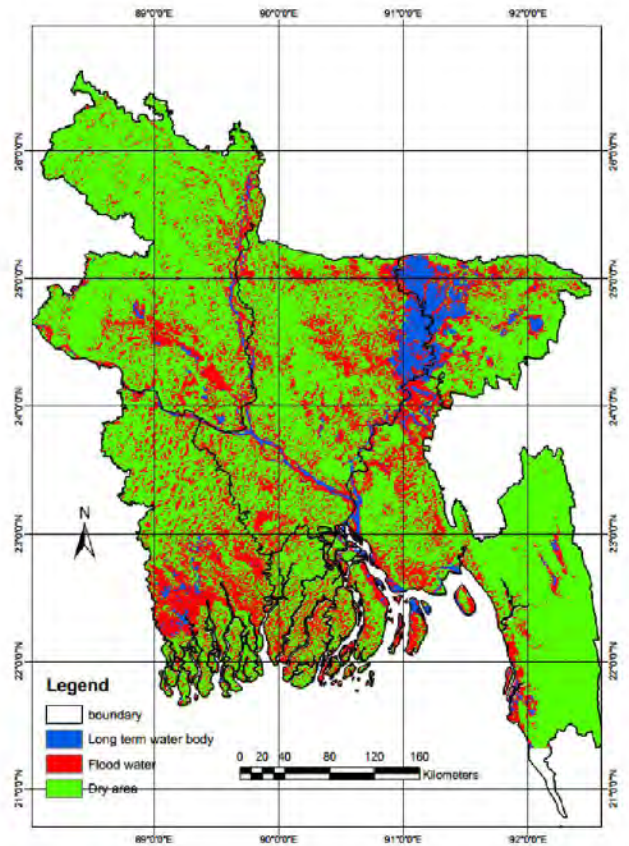 89°0'0"E 90°0'0"E 91°0'0"E 92°0'0"E
26°0'0"N 26°0'0"N
25°0'0"N 25°0'0"N
24°0'0"N 24°0'0"N
N
23°0'0"N 23°0'0"N
22°0'0"N 22°0'0"N
Legend
boundary
Long term water body
Flood water
Dry area
0 20 40 80 120 160
Kilometers
21°0'0"N 21°0'0"N
89°0'0"E 90°0'0"E 91°0'0"E 92°0'0"E